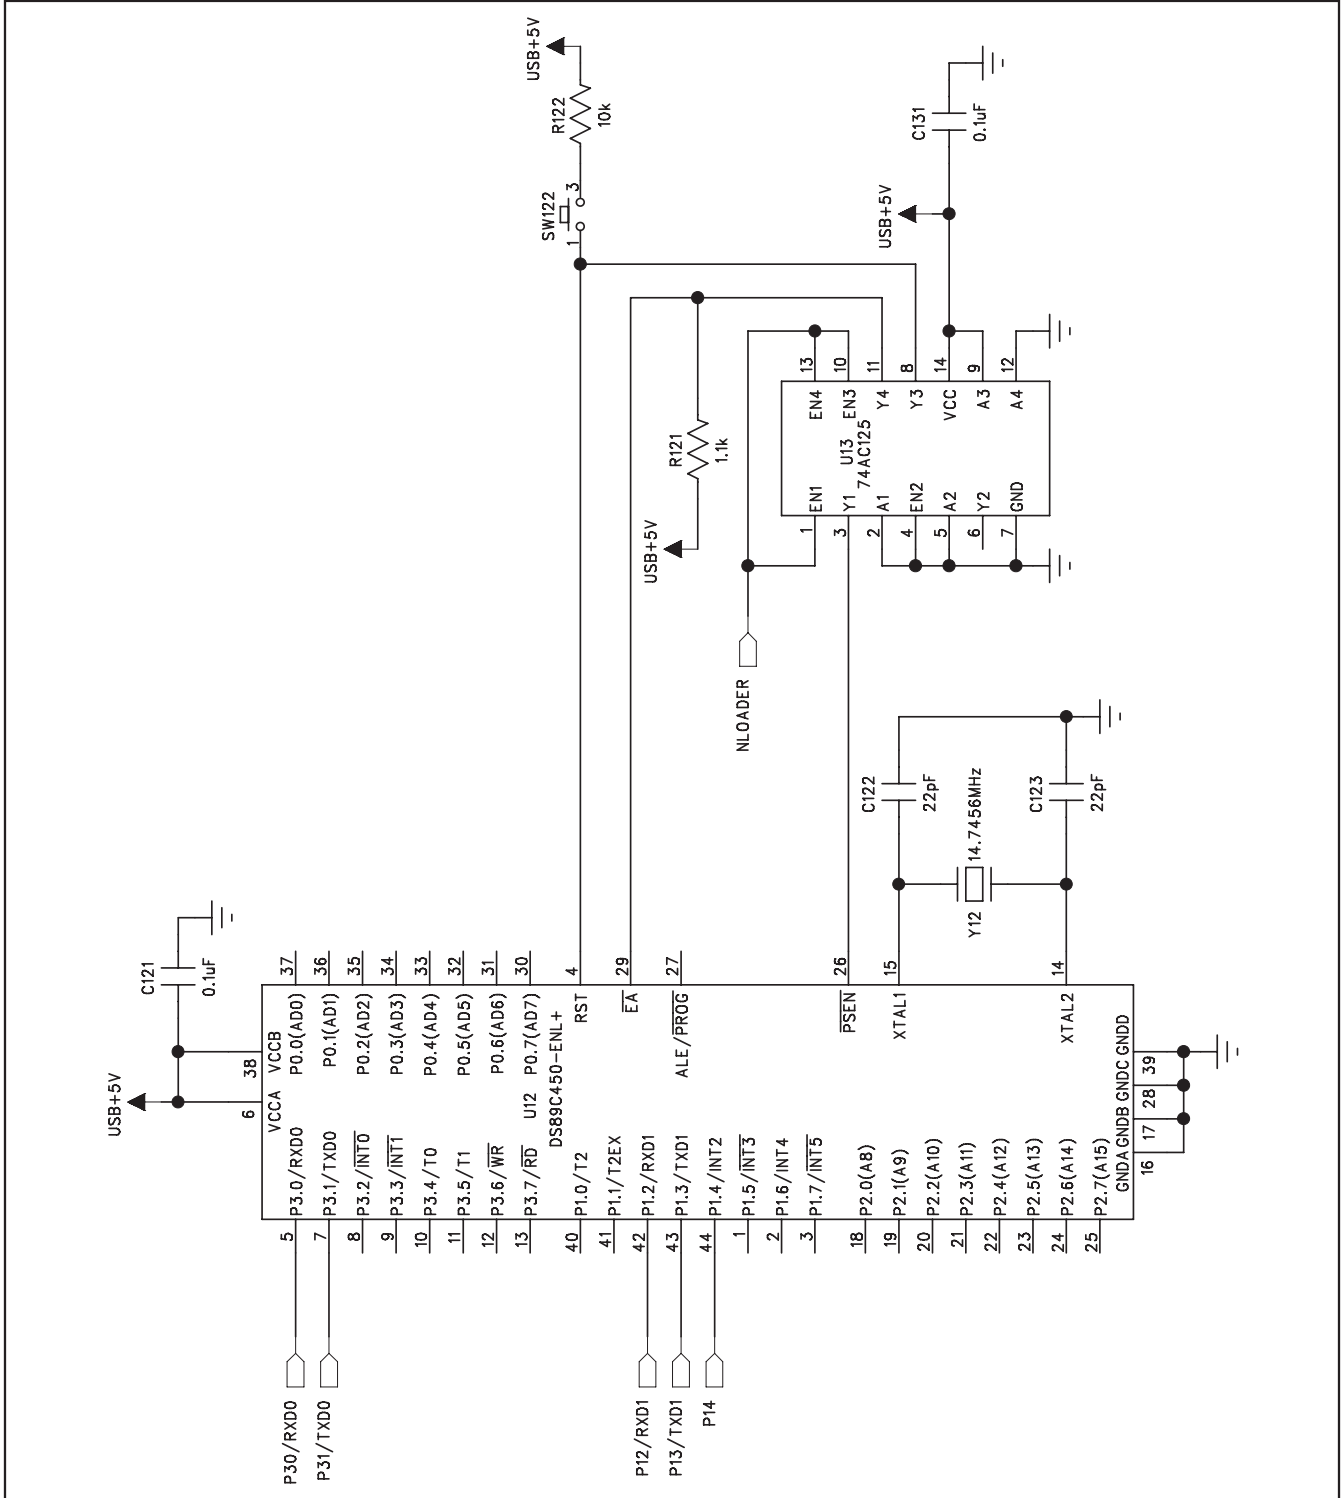 USB+5V
R122
10k
SW122
3
1
C131
0.1uF
USB+5V
R121
1.1k
USB+5V
13
10
11
8
14
9
12
EN4
EN3
Y4
Y3
VCC
A3
A4
U13
74AC125
EN1
Y1
A1
EN2
A2
Y2
GND
1
3
2
4
5
6
7
NLOADER
C122
22pF
14.7456MHz
Y12
C123
22pF
C121
0.1uF
USB+5V
38
VCCB
6
VCCA
37
36
35
34
33
32
31
30
4
29
27
26
15
14
P0.0(AD0)
P0.1(AD1)
P0.2(AD2)
P0.3(AD3)
P0.4(AD4)
P0.5(AD5)
P0.6(AD6)
P0.7(AD7)
RST
EA
ALE/PROG
PSEN
XTAL1
XTAL2
U12
DS89C450-ENL+
GNDA
GNDB
GNDC
GNDD
16
17
28
39
P3.0/RXD0
P3.1/TXD0
P3.2/INT0
P3.3/INT1
P3.4/T0
P3.5/T1
P3.6/WR
P3.7/RD
P1.0/T2
P1.1/T2EX
P1.2/RXD1
P1.3/TXD1
P1.4/INT2
P1.5/INT3
P1.6/INT4
P1.7/INT5
P2.0(A8)
P2.1(A9)
P2.2(A10)
P2.3(A11)
P2.4(A12)
P2.5(A13)
P2.6(A14)
P2.7(A15)
5
7
8
9
10
11
12
13
40
41
42
43
44
1
2
3
18
19
20
21
22
23
24
25
P30/RXD0
P31/TXD0
P12/RXD1
P13/TXD1
P14